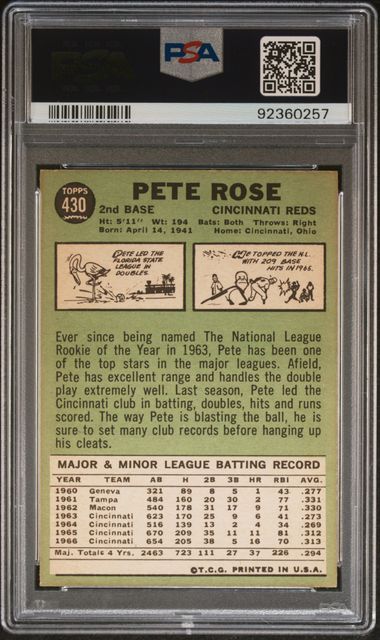 PSA
92360257
TOPPS
430
PETE ROSE
2nd BASE CINCINNATI REDS
Ht: 5'11" Wt: 194 Bats: Both Throws: Right
Born: April 14, 1941 Home: Cincinnati, Ohio
PETE LED THE
FLORIDA STATE
LEAGUE IN
DOUBLES.
HE TOPPED THE N.L.
WITH 209 BASE
HITS IN 1965.
Ever since being named The National League
Rookie of the Year in 1963, Pete has been one
of the top stars in the major leagues. Afield,
Pete has excellent range and handles the double
play extremely well. Last season, Pete led the
Cincinnati club in batting, doubles, hits and runs
scored. The way Pete is blasting the ball, he
is sure to set many club records before hanging up
his cleats.
MAJOR & MINOR LEAGUE BATTING RECORD
YEAR TEAM AB H 2B 3B HR RBI AVG.
1960 Geneva 321 89 8 5 1 43 .277
1961 Tampa 484 160 20 30 2 77 .331
1962 Macon 540 178 31 17 9 71 .330
1963 Cincinnati 623 170 25 9 6 41 .273
1964 Cincinnati 516 139 13 2 4 34 .269
1965 Cincinnati 670 209 35 11 11 81 .312
1966 Cincinnati 654 205 38 5 16 70 .313
Maj. Totals 4 Yrs. 2463 723 111 27 37 226 .294
©T.C.G. PRINTED IN U.S.A.